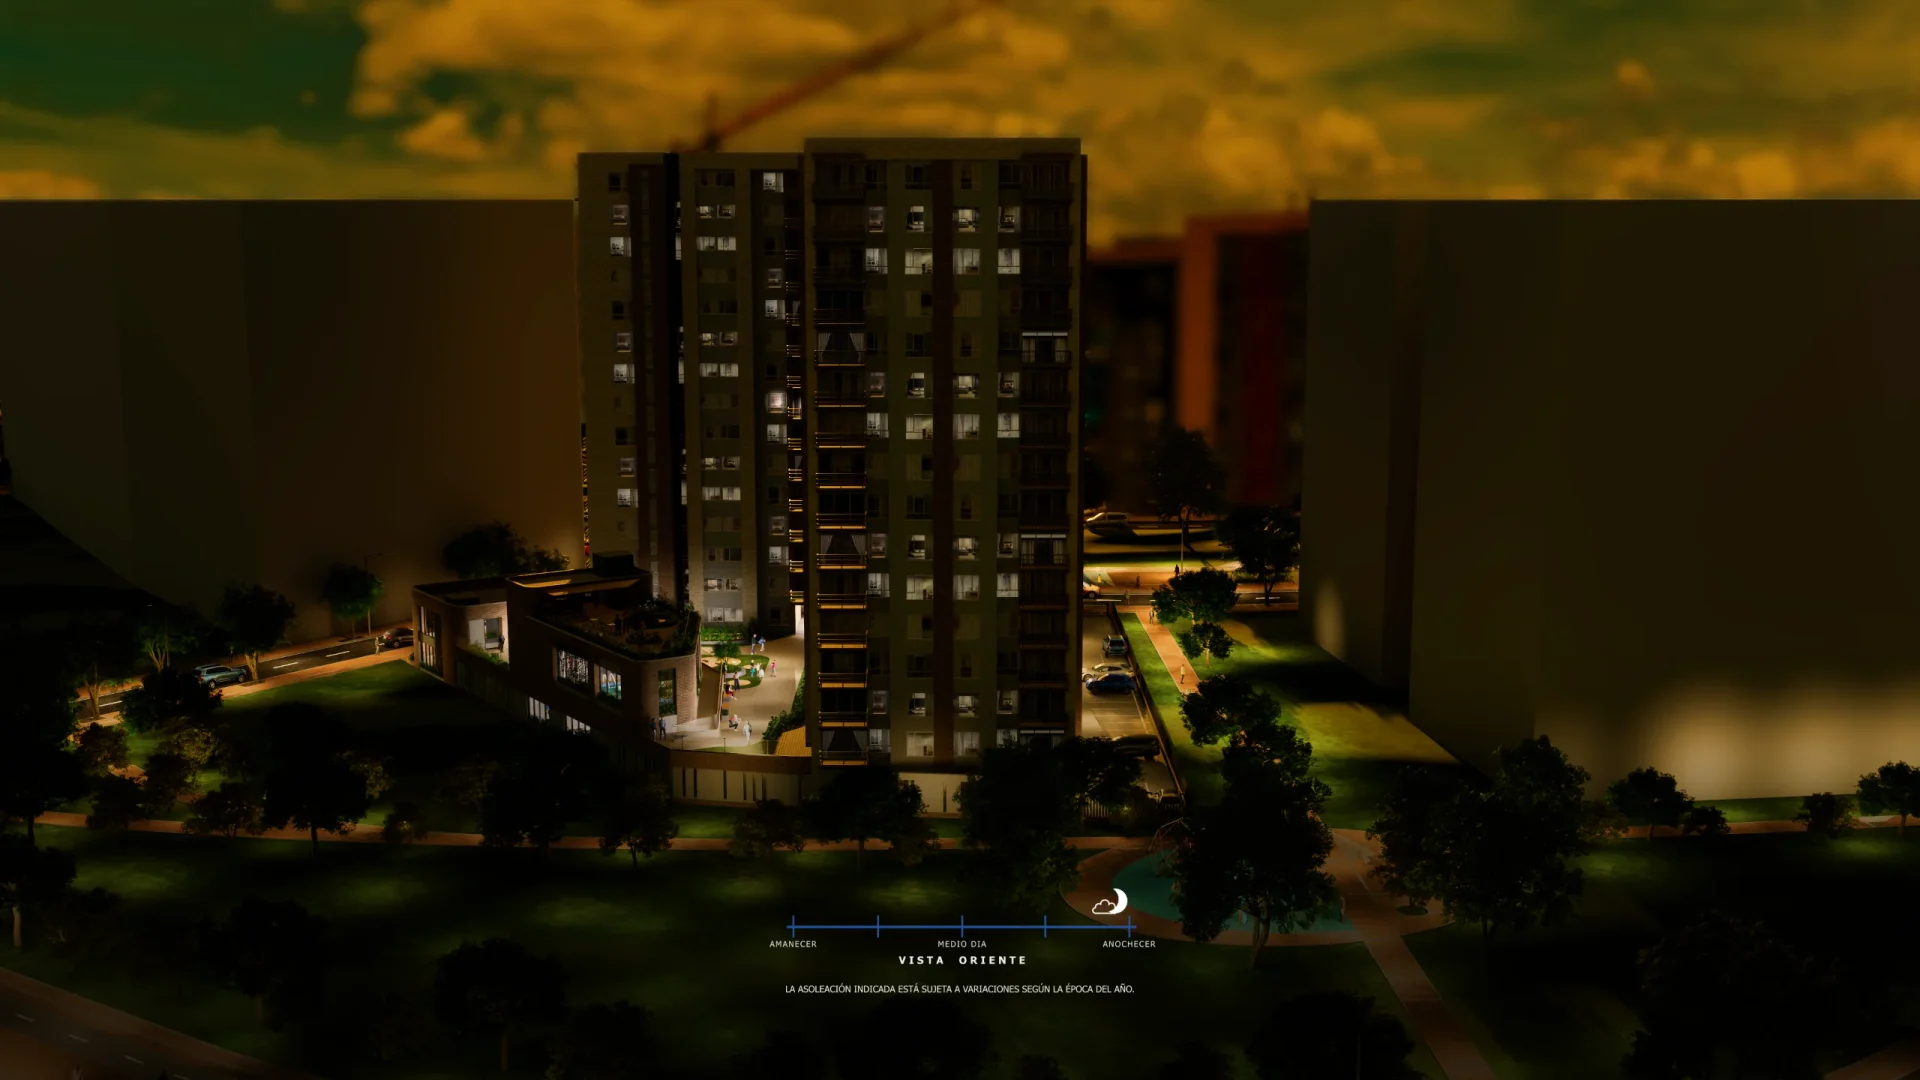 AMANECER MEDIO DIA ANOCHECER
VISTA ORIENTE
LA ASOLEACIÓN INDICADA ESTÁ SUJETA A VARIACIONES SEGÚN LA ÉPOCA DEL AÑO.